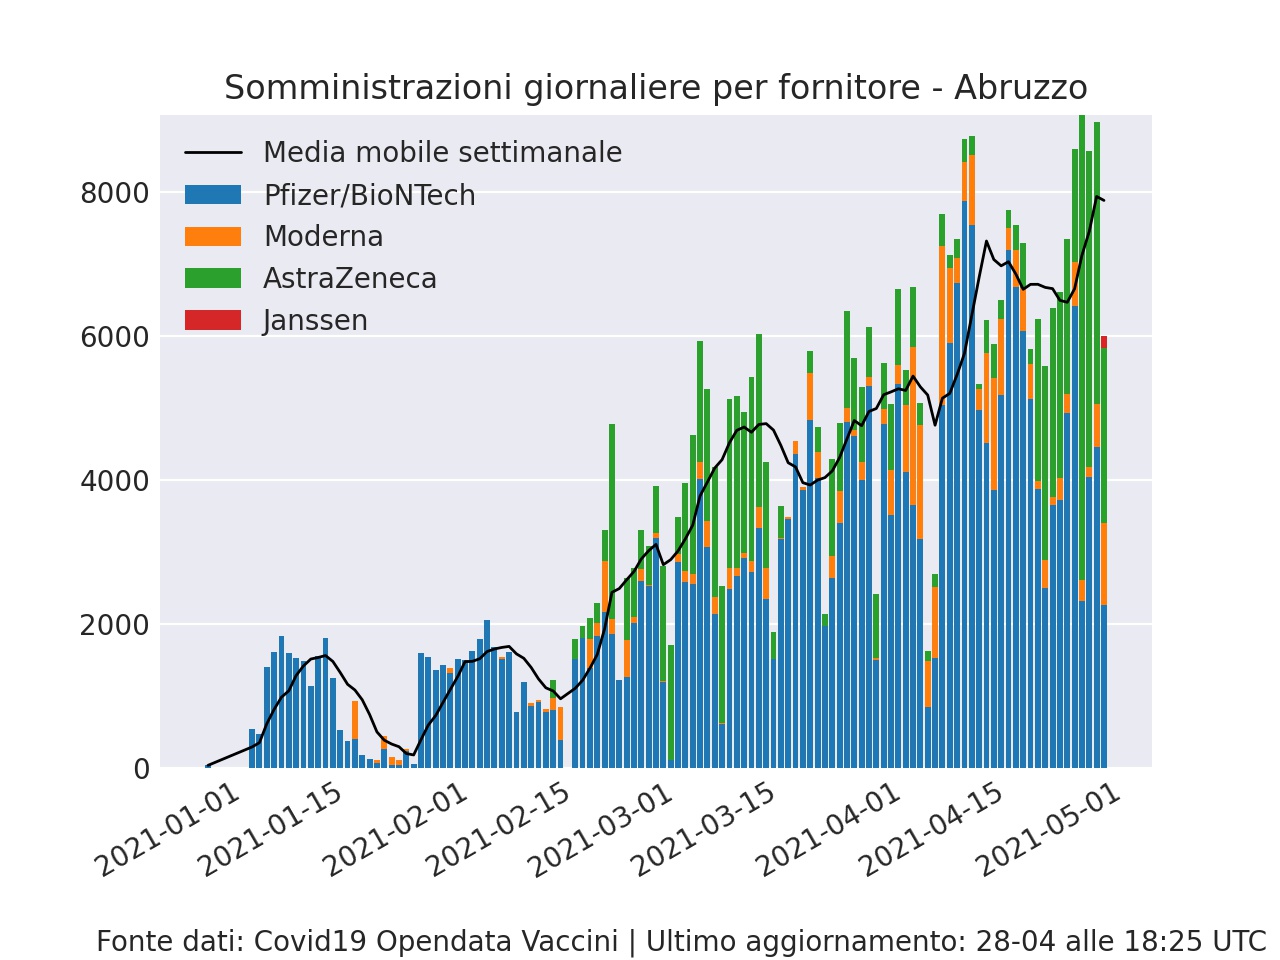 Somministrazioni giornaliere per fornitore - Abruzzo
Media mobile settimanale
Pfizer/BioNTech
Moderna
AstraZeneca
Janssen
8000
6000
4000
2000
0
2021-01-01
2021-01-15
2021-02-01
2021-02-15
2021-03-01
2021-03-15
2021-04-01
2021-04-15
2021-05-01
Fonte dati: Covid19 Opendata Vaccini | Ultimo aggiornamento: 28-04 alle 18:25 UTC